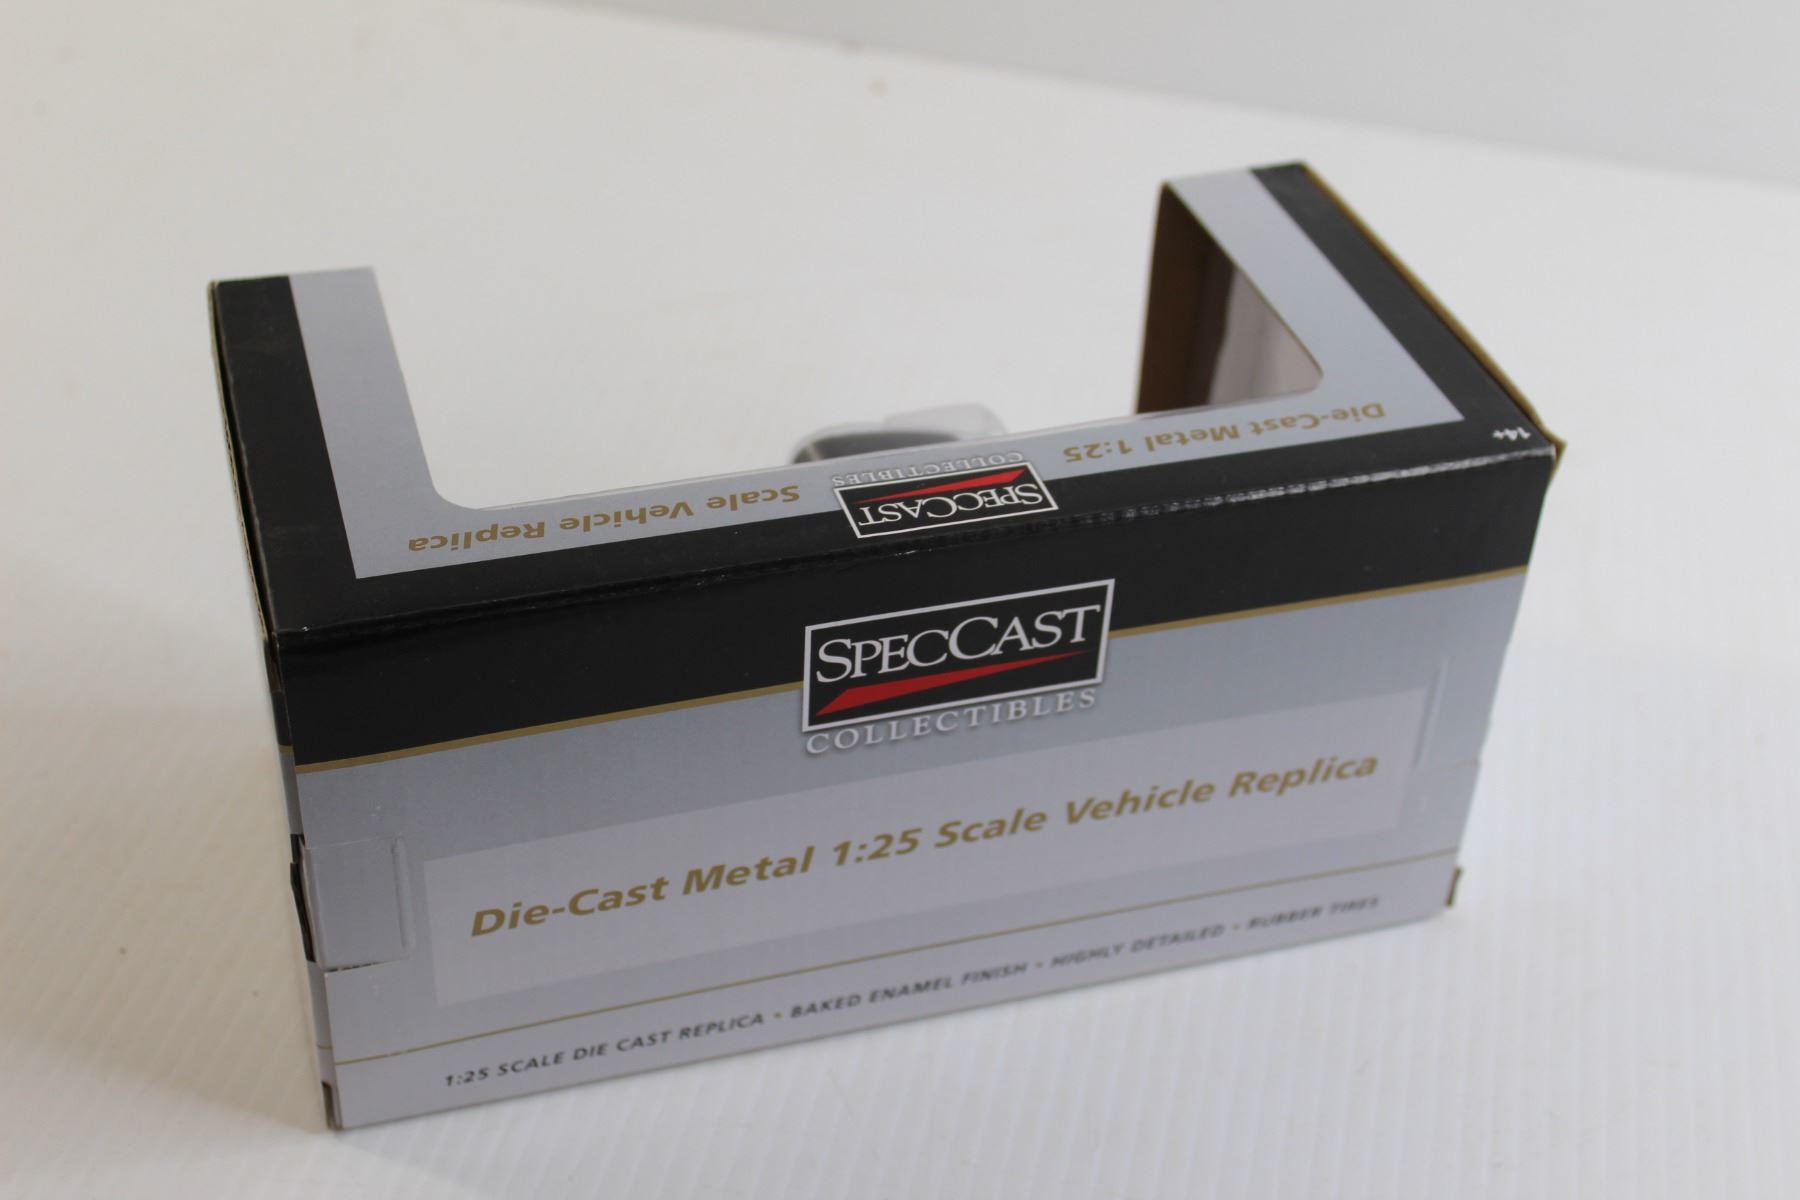 Die-Cast Metal 1:25
SPECCAST
COLLECTIBLES
Scale Vehicle Replica
14+
SPECCAST
COLLECTIBLES
Die-Cast Metal 1:25 Scale Vehicle Replica
1:25 SCALE DIE CAST REPLICA • BAKED ENAMEL FINISH • HIGHLY DETAILED • RUBBER TIRES